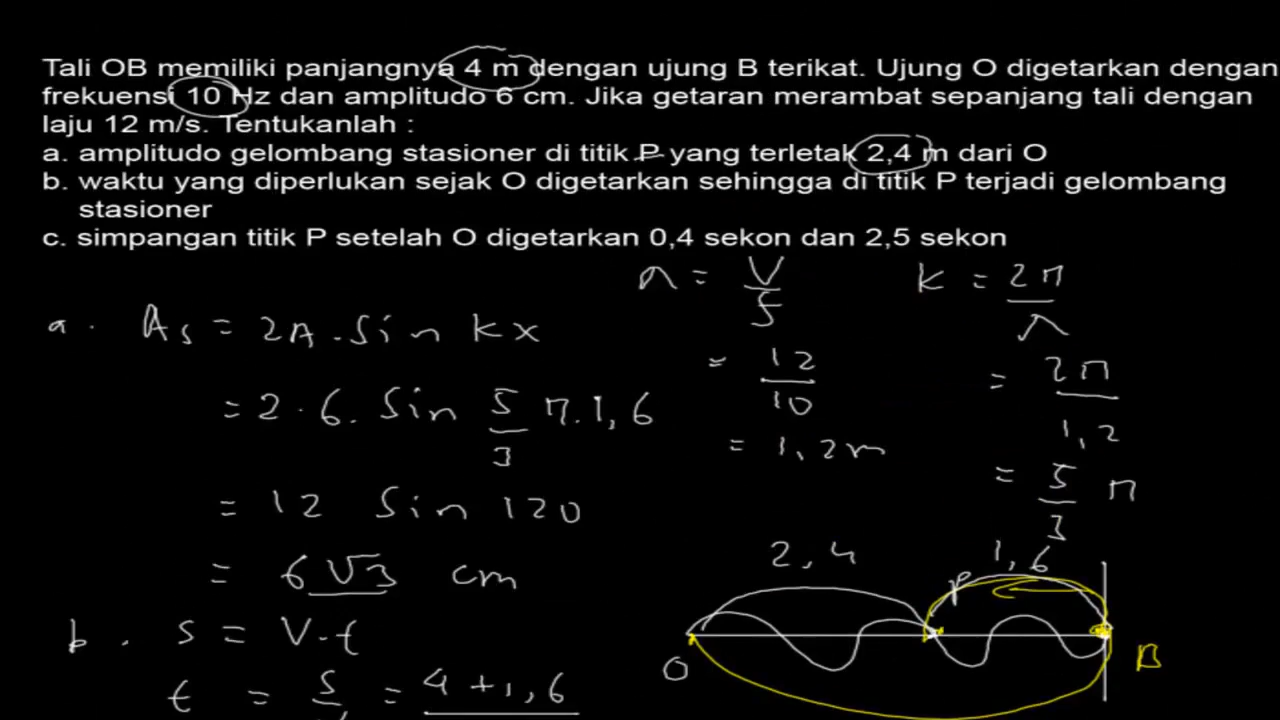 Tali OB memiliki panjangnya 4 m dengan ujung B terikat. Ujung O digetarkan dengan
frekuensi 10 Hz dan amplitudo 6 cm. Jika getaran merambat sepanjang tali dengan
laju 12 m/s. Tentukanlah :
a. amplitudo gelombang stasioner di titik P yang terletak 2,4 m dari O
b. waktu yang diperlukan sejak O digetarkan sehingga di titik P terjadi gelombang
stasioner
c. simpangan titik P setelah O digetarkan 0,4 sekon dan 2,5 sekon
a. As = 2A . Sin kx
= 2 . 6 . Sin 5/3 π . 1,6
= 12 Sin 120
= 6√3 cm
b. s = V . t
t = s/v = 4 + 1,6
λ = V/f
= 12/10
= 1,2 m
k = 2π/λ
= 2π/1,2
= 5/3 π
2,4
1,6
P
O
B